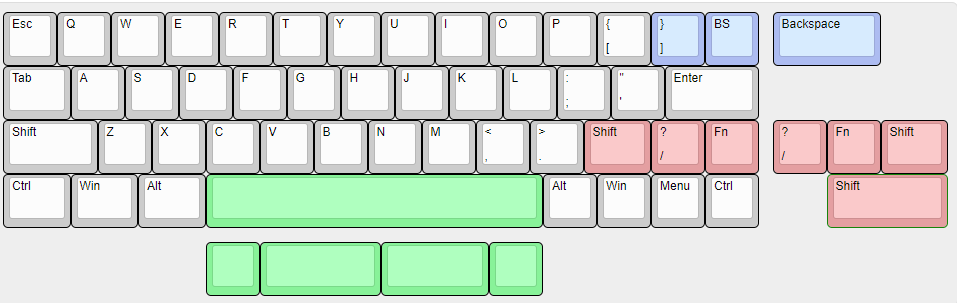 Esc Q W E R T Y U I O P { } BS Backspace
[ ]
Tab A S D F G H J K L : " Enter
; '
Shift Z X C V B N M < > Shift ? Fn ? Fn Shift
, . / /
Ctrl Win Alt Alt Win Menu Ctrl Shift